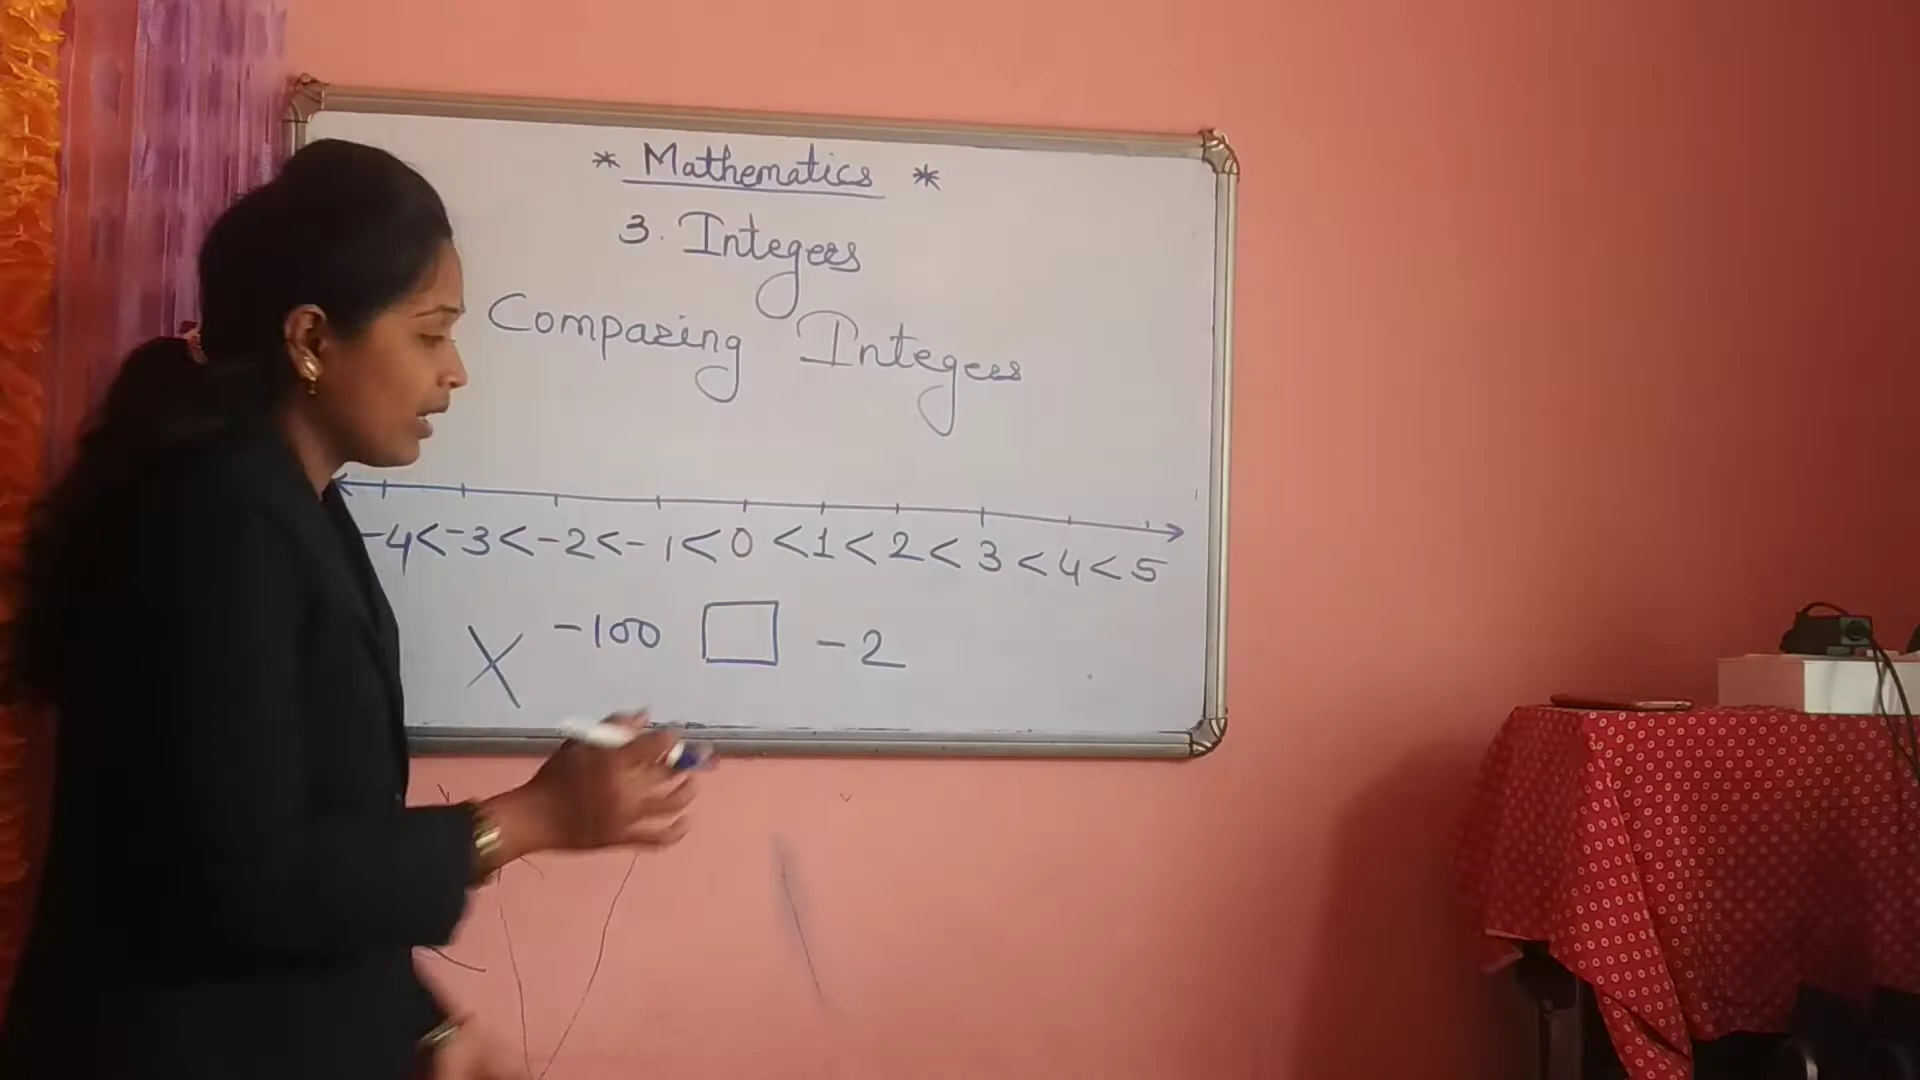 * Mathematics *
3. Integers
Comparing Integers
-4 < -3 < -2 < -1 < 0 < 1 < 2 < 3 < 4 < 5
X -100 □ -2